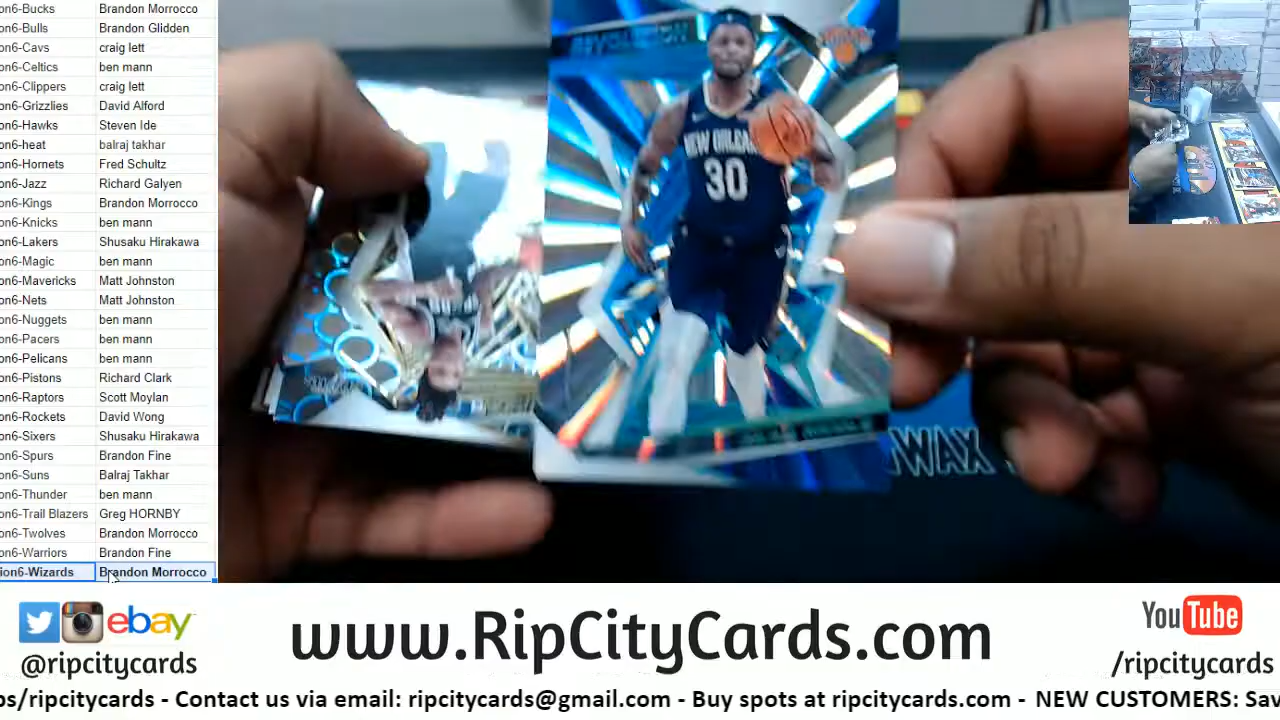 on6-Bucks Brandon Morrocco
on6-Bulls Brandon Glidden
on6-Cavs craig lett
on6-Celtics ben mann
on6-Clippers craig lett
on6-Grizzlies David Alford
on6-Hawks Steven Ide
on6-heat balraj takhar
on6-Hornets Fred Schultz
on6-Jazz Richard Galyen
on6-Kings Brandon Morrocco
on6-Knicks ben mann
on6-Lakers Shusaku Hirakawa
on6-Magic ben mann
on6-Mavericks Matt Johnston
on6-Nets Matt Johnston
on6-Nuggets ben mann
on6-Pacers ben mann
on6-Pelicans ben mann
on6-Pistons Richard Clark
on6-Raptors Scott Moylan
on6-Rockets David Wong
on6-Sixers Shusaku Hirakawa
on6-Spurs Brandon Fine
on6-Suns Balraj Takhar
on6-Thunder ben mann
on6-Trail Blazers Greg HORNBY
on6-Twolves Brandon Morrocco
on6-Warriors Brandon Fine
ion6-Wizards Brandon Morrocco
REVOLUTION
NEW ORLEANS
30
WAX
ebay
@ripcitycards
www.RipCityCards.com
YouTube
/ripcitycards
os/ripcitycards - Contact us via email: ripcitycards@gmail.com - Buy spots at ripcitycards.com - NEW CUSTOMERS: Sav